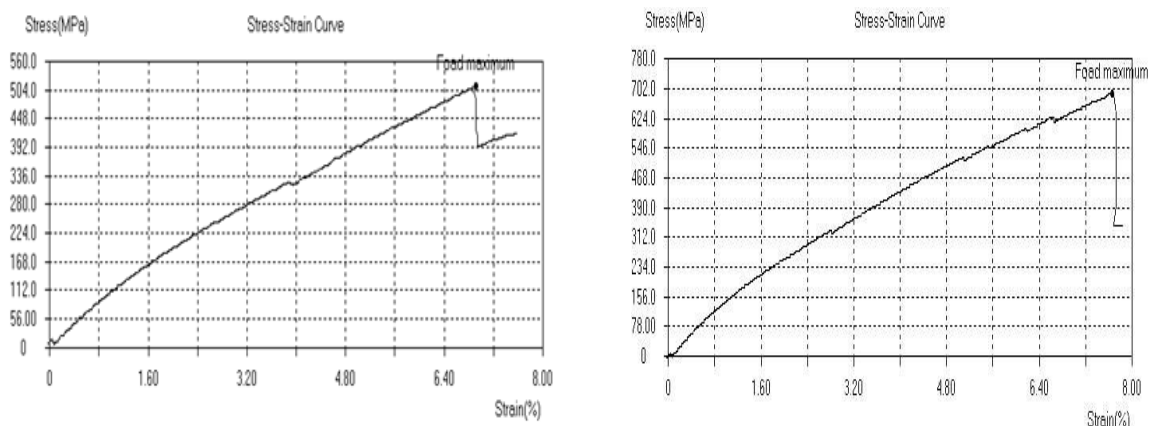 Stress(MPa) Stress-Strain Curve
560.0
Foad maximum
504.0
448.0
392.0
336.0
280.0
224.0
168.0
112.0
56.00
0
0 1.60 3.20 4.80 6.40 8.00
Strain(%)
Stress(MPa) Stress-Strain Curve
780.0
Foad maximum
702.0
624.0
546.0
468.0
390.0
312.0
234.0
156.0
78.00
0
0 1.60 3.20 4.80 6.40 8.00
Strain(%)